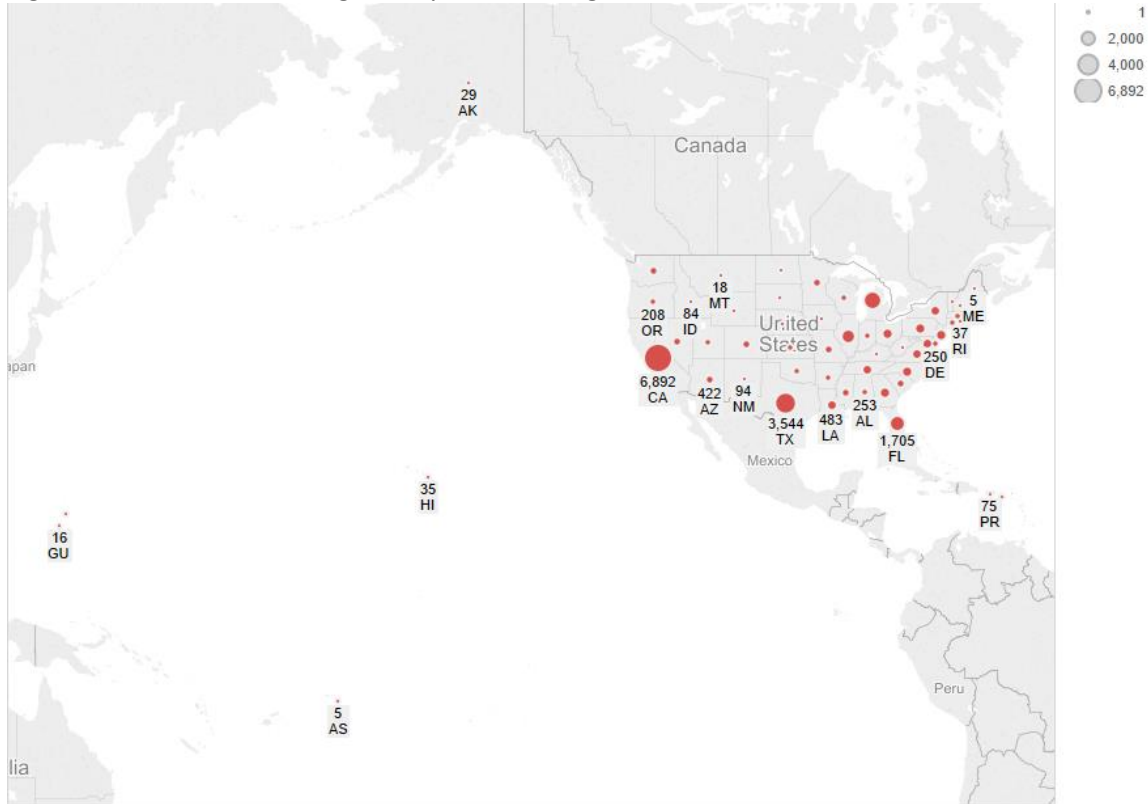 1
2,000
4,000
6,892
29
AK
Canada
18
MT
208
OR
84
ID
United
States
5
ME
37
RI
250
DE
6,892
CA
422
AZ
94
NM
3,544
TX
483
LA
253
AL
1,705
FL
apan
Mexico
35
HI
75
PR
16
GU
Peru
5
AS
lia